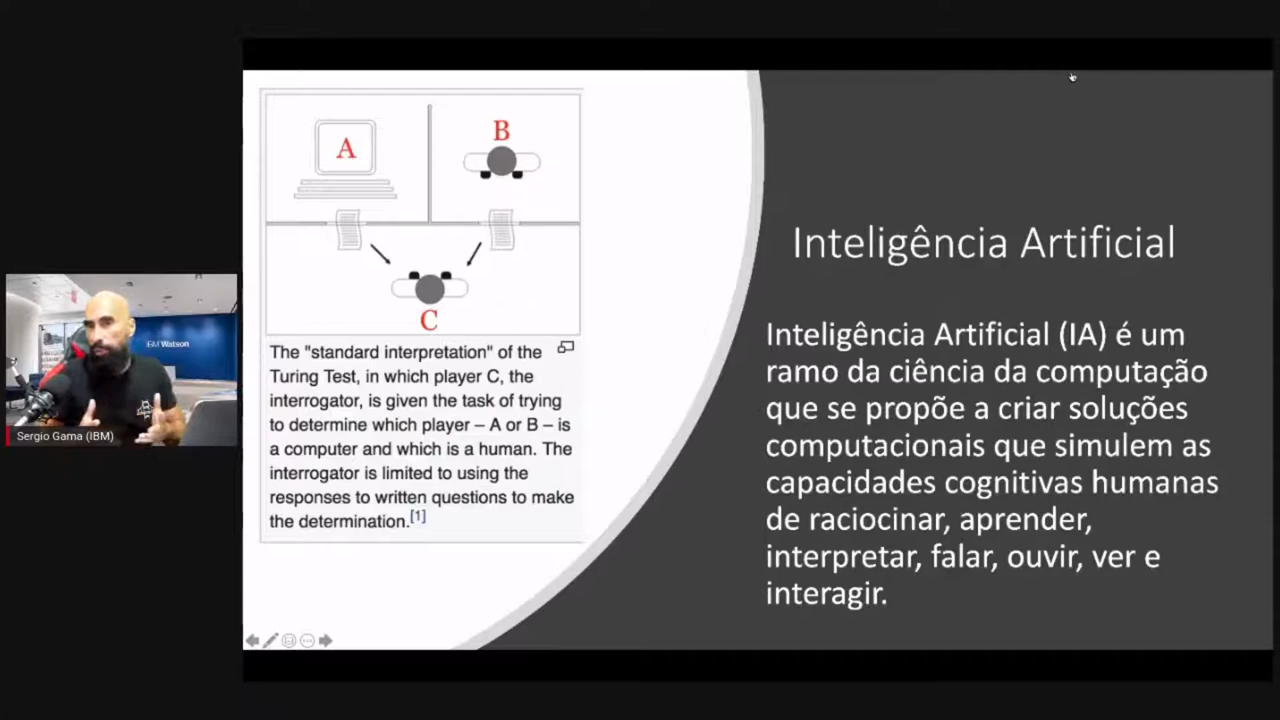 A
B
C
The "standard interpretation" of the
Turing Test, in which player C, the
interrogator, is given the task of trying
to determine which player – A or B – is
a computer and which is a human. The
interrogator is limited to using the
responses to written questions to make
the determination.[1]
Inteligência Artificial
Inteligência Artificial (IA) é um
ramo da ciência da computação
que se propõe a criar soluções
computacionais que simulem as
capacidades cognitivas humanas
de raciocinar, aprender,
interpretar, falar, ouvir, ver e
interagir.
IBM Watson
Sergio Gama (IBM)